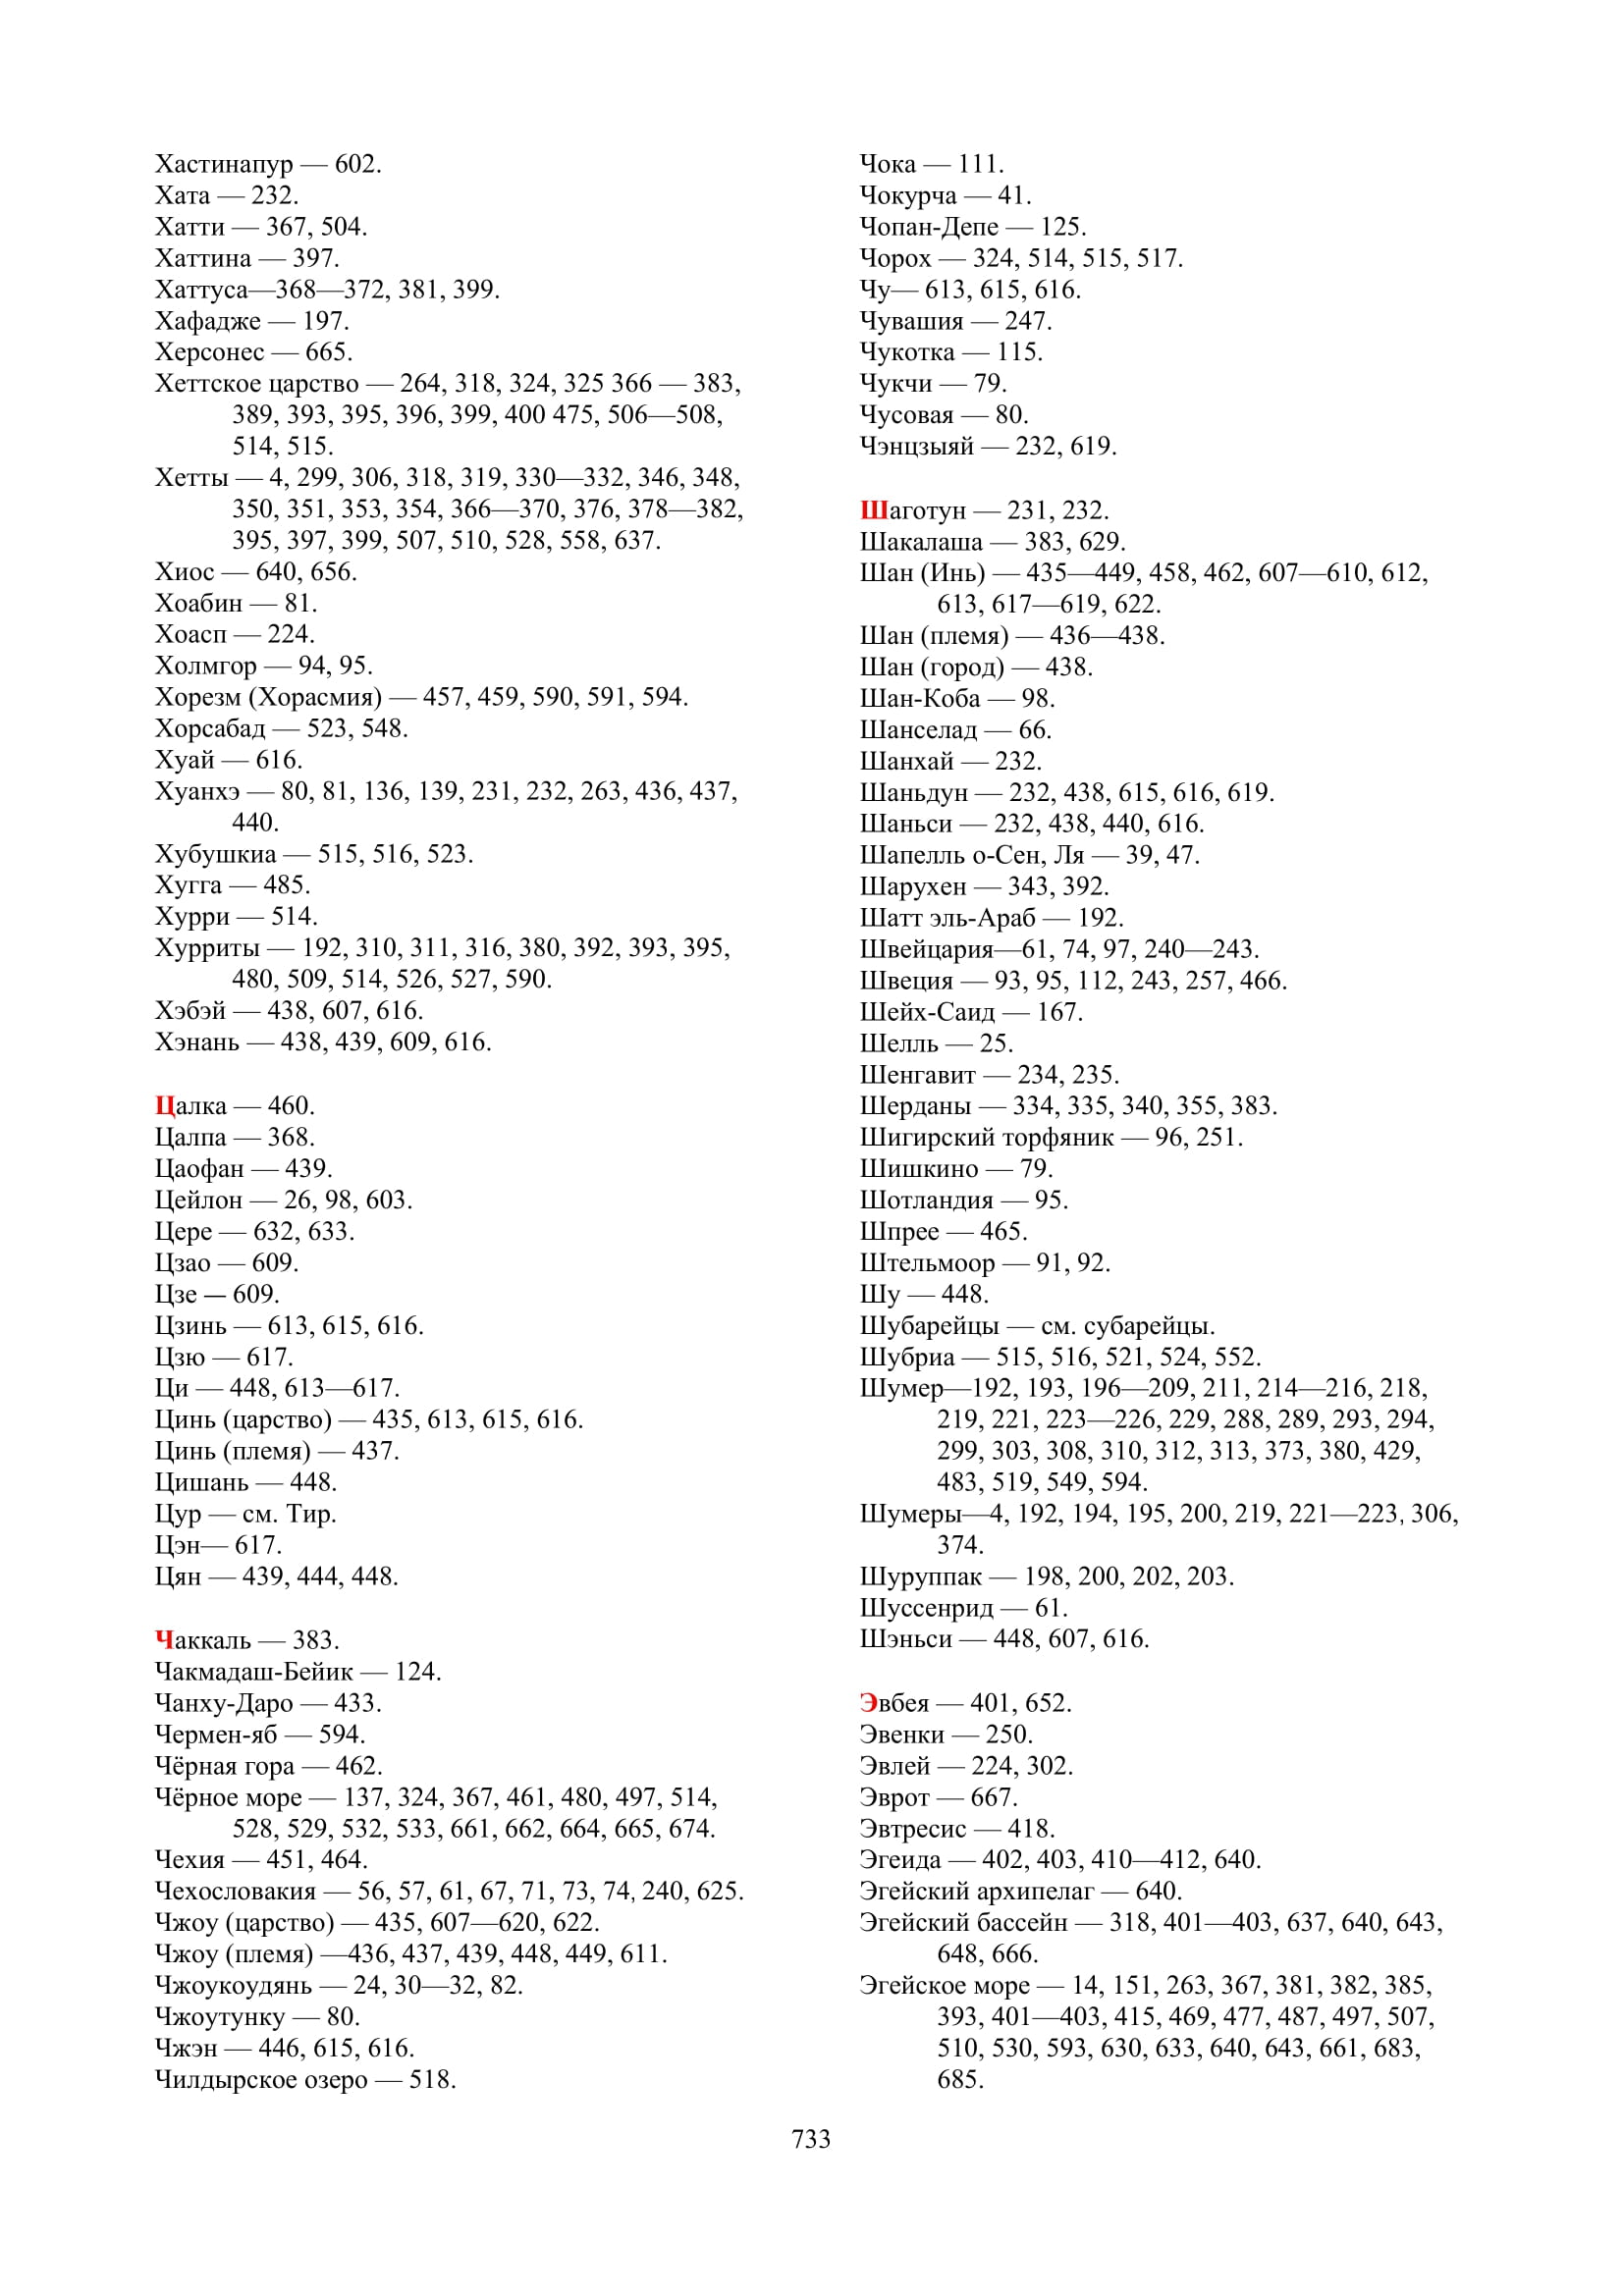 Хастинапур — 602.
Хата — 232.
Хатти — 367, 504.
Хаттина — 397.
Хаттуса—368—372, 381, 399.
Хафадже — 197.
Херсонес — 665.
Хеттское царство — 264, 318, 324, 325 366 — 383,
389, 393, 395, 396, 399, 400 475, 506—508,
514, 515.
Хетты — 4, 299, 306, 318, 319, 330—332, 346, 348,
350, 351, 353, 354, 366—370, 376, 378—382,
395, 397, 399, 507, 510, 528, 558, 637.
Хиос — 640, 656.
Хоабин — 81.
Хоасп — 224.
Холмгор — 94, 95.
Хорезм (Хорасмия) — 457, 459, 590, 591, 594.
Хорсабад — 523, 548.
Хуай — 616.
Хуанхэ — 80, 81, 136, 139, 231, 232, 263, 436, 437,
440.
Хубушкиа — 515, 516, 523.
Хугга — 485.
Хурри — 514.
Хурриты — 192, 310, 311, 316, 380, 392, 393, 395,
480, 509, 514, 526, 527, 590.
Хэбэй — 438, 607, 616.
Хэнань — 438, 439, 609, 616.
Цалка — 460.
Цалпа — 368.
Цаофан — 439.
Цейлон — 26, 98, 603.
Цере — 632, 633.
Цзао — 609.
Цзе — 609.
Цзинь — 613, 615, 616.
Цзю — 617.
Ци — 448, 613—617.
Цинь (царство) — 435, 613, 615, 616.
Цинь (племя) — 437.
Цишань — 448.
Цур — см. Тир.
Цэн— 617.
Цян — 439, 444, 448.
Чаккаль — 383.
Чакмадаш-Бейик — 124.
Чанху-Даро — 433.
Чермен-яб — 594.
Чёрная гора — 462.
Чёрное море — 137, 324, 367, 461, 480, 497, 514,
528, 529, 532, 533, 661, 662, 664, 665, 674.
Чехия — 451, 464.
Чехословакия — 56, 57, 61, 67, 71, 73, 74, 240, 625.
Чжоу (царство) — 435, 607—620, 622.
Чжоу (племя) —436, 437, 439, 448, 449, 611.
Чжоукоудянь — 24, 30—32, 82.
Чжоутунку — 80.
Чжэн — 446, 615, 616.
Чилдырское озеро — 518.
Чока — 111.
Чокурча — 41.
Чопан-Депе — 125.
Чорох — 324, 514, 515, 517.
Чу— 613, 615, 616.
Чувашия — 247.
Чукотка — 115.
Чукчи — 79.
Чусовая — 80.
Чэнцзыяй — 232, 619.
Шаготун — 231, 232.
Шакалаша — 383, 629.
Шан (Инь) — 435—449, 458, 462, 607—610, 612,
613, 617—619, 622.
Шан (племя) — 436—438.
Шан (город) — 438.
Шан-Коба — 98.
Шанселад — 66.
Шанхай — 232.
Шаньдун — 232, 438, 615, 616, 619.
Шаньси — 232, 438, 440, 616.
Шапелль о-Сен, Ля — 39, 47.
Шарухен — 343, 392.
Шатт эль-Араб — 192.
Швейцария—61, 74, 97, 240—243.
Швеция — 93, 95, 112, 243, 257, 466.
Шейх-Саид — 167.
Шелль — 25.
Шенгавит — 234, 235.
Шерданы — 334, 335, 340, 355, 383.
Шигирский торфяник — 96, 251.
Шишкино — 79.
Шотландия — 95.
Шпрее — 465.
Штельмоор — 91, 92.
Шу — 448.
Шубарейцы — см. субарейцы.
Шубриа — 515, 516, 521, 524, 552.
Шумер—192, 193, 196—209, 211, 214—216, 218,
219, 221, 223—226, 229, 288, 289, 293, 294,
299, 303, 308, 310, 312, 313, 373, 380, 429,
483, 519, 549, 594.
Шумеры—4, 192, 194, 195, 200, 219, 221—223, 306,
374.
Шуруппак — 198, 200, 202, 203.
Шуссенрид — 61.
Шэньси — 448, 607, 616.
Эвбея — 401, 652.
Эвенки — 250.
Эвлей — 224, 302.
Эврот — 667.
Эвтресис — 418.
Эгеида — 402, 403, 410—412, 640.
Эгейский архипелаг — 640.
Эгейский бассейн — 318, 401—403, 637, 640, 643,
648, 666.
Эгейское море — 14, 151, 263, 367, 381, 382, 385,
393, 401—403, 415, 469, 477, 487, 497, 507,
510, 530, 593, 630, 633, 640, 643, 661, 683,
685.
733